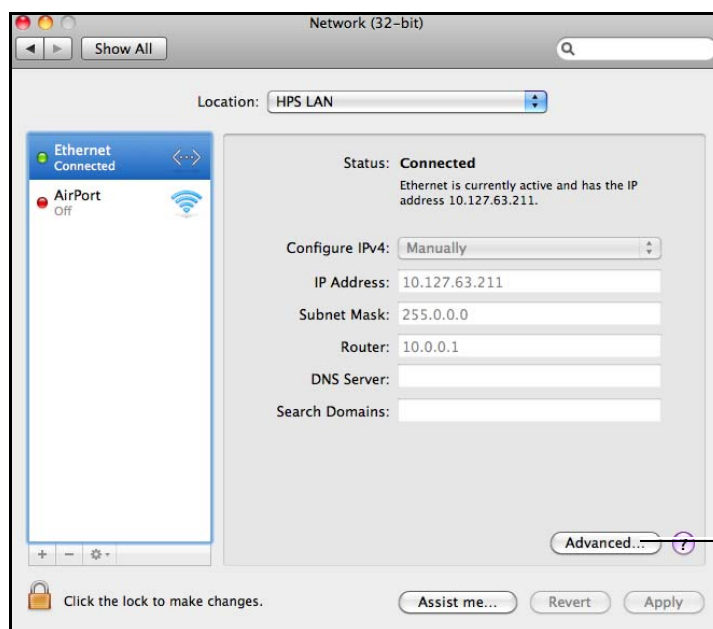 Network (32-bit)
Show All
Location: HPS LAN
Ethernet
Connected
AirPort
Off
Status: Connected
Ethernet is currently active and has the IP
address 10.127.63.211.
Configure IPv4: Manually
IP Address: 10.127.63.211
Subnet Mask: 255.0.0.0
Router: 10.0.0.1
DNS Server:
Search Domains:
Advanced... ?
+ −
Click the lock to make changes.
Assist me... Revert Apply